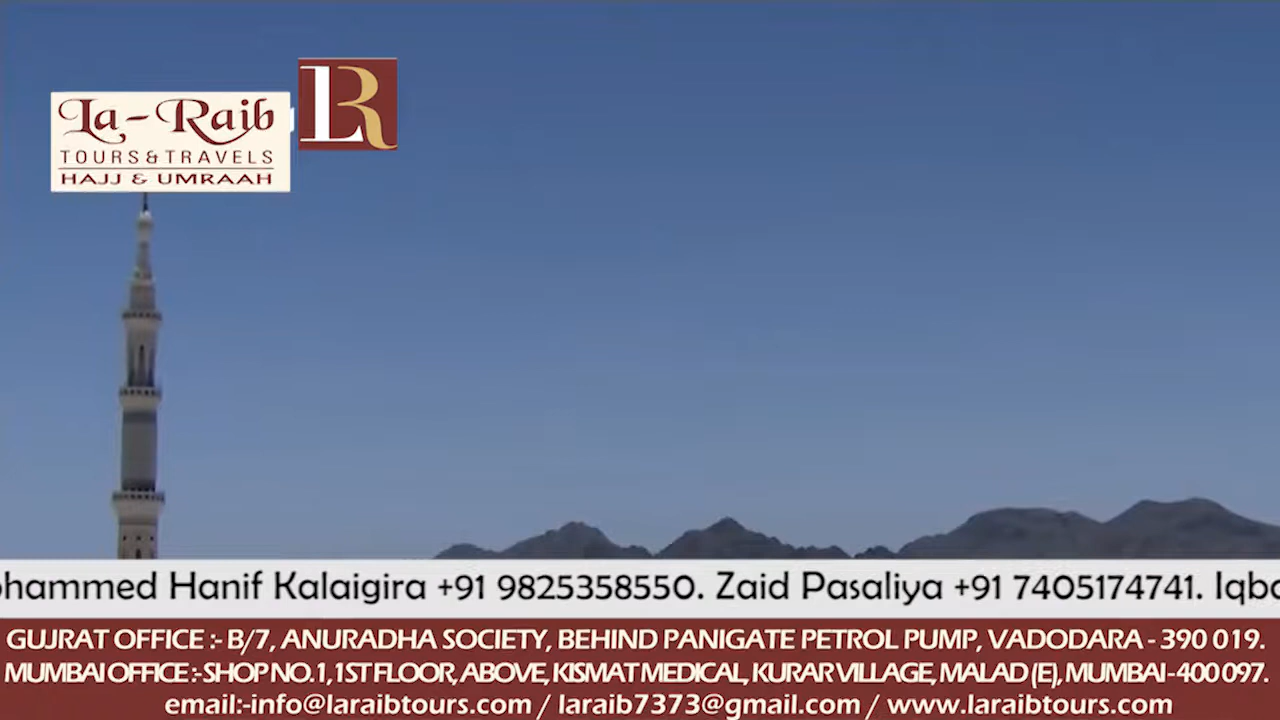 La-Raib
TOURS & TRAVELS
HAJJ & UMRAAH
LR
Hanif Kalaigira +91 9825358550. Zaid Pasaliya +91 7405174741.
GUJRAT OFFICE :- B/7, ANURADHA SOCIETY, BEHIND PANIGATE PETROL PUMP, VADODARA - 390 019.
MUMBAI OFFICE :- SHOP NO. 1, 1ST FLOOR, ABOVE, KISMAT MEDICAL, KURAR VILLAGE, MALAD (E), MUMBAI - 400 097.
email:-info@laraibtours.com / laraib7373@gmail.com / www.laraibtours.com